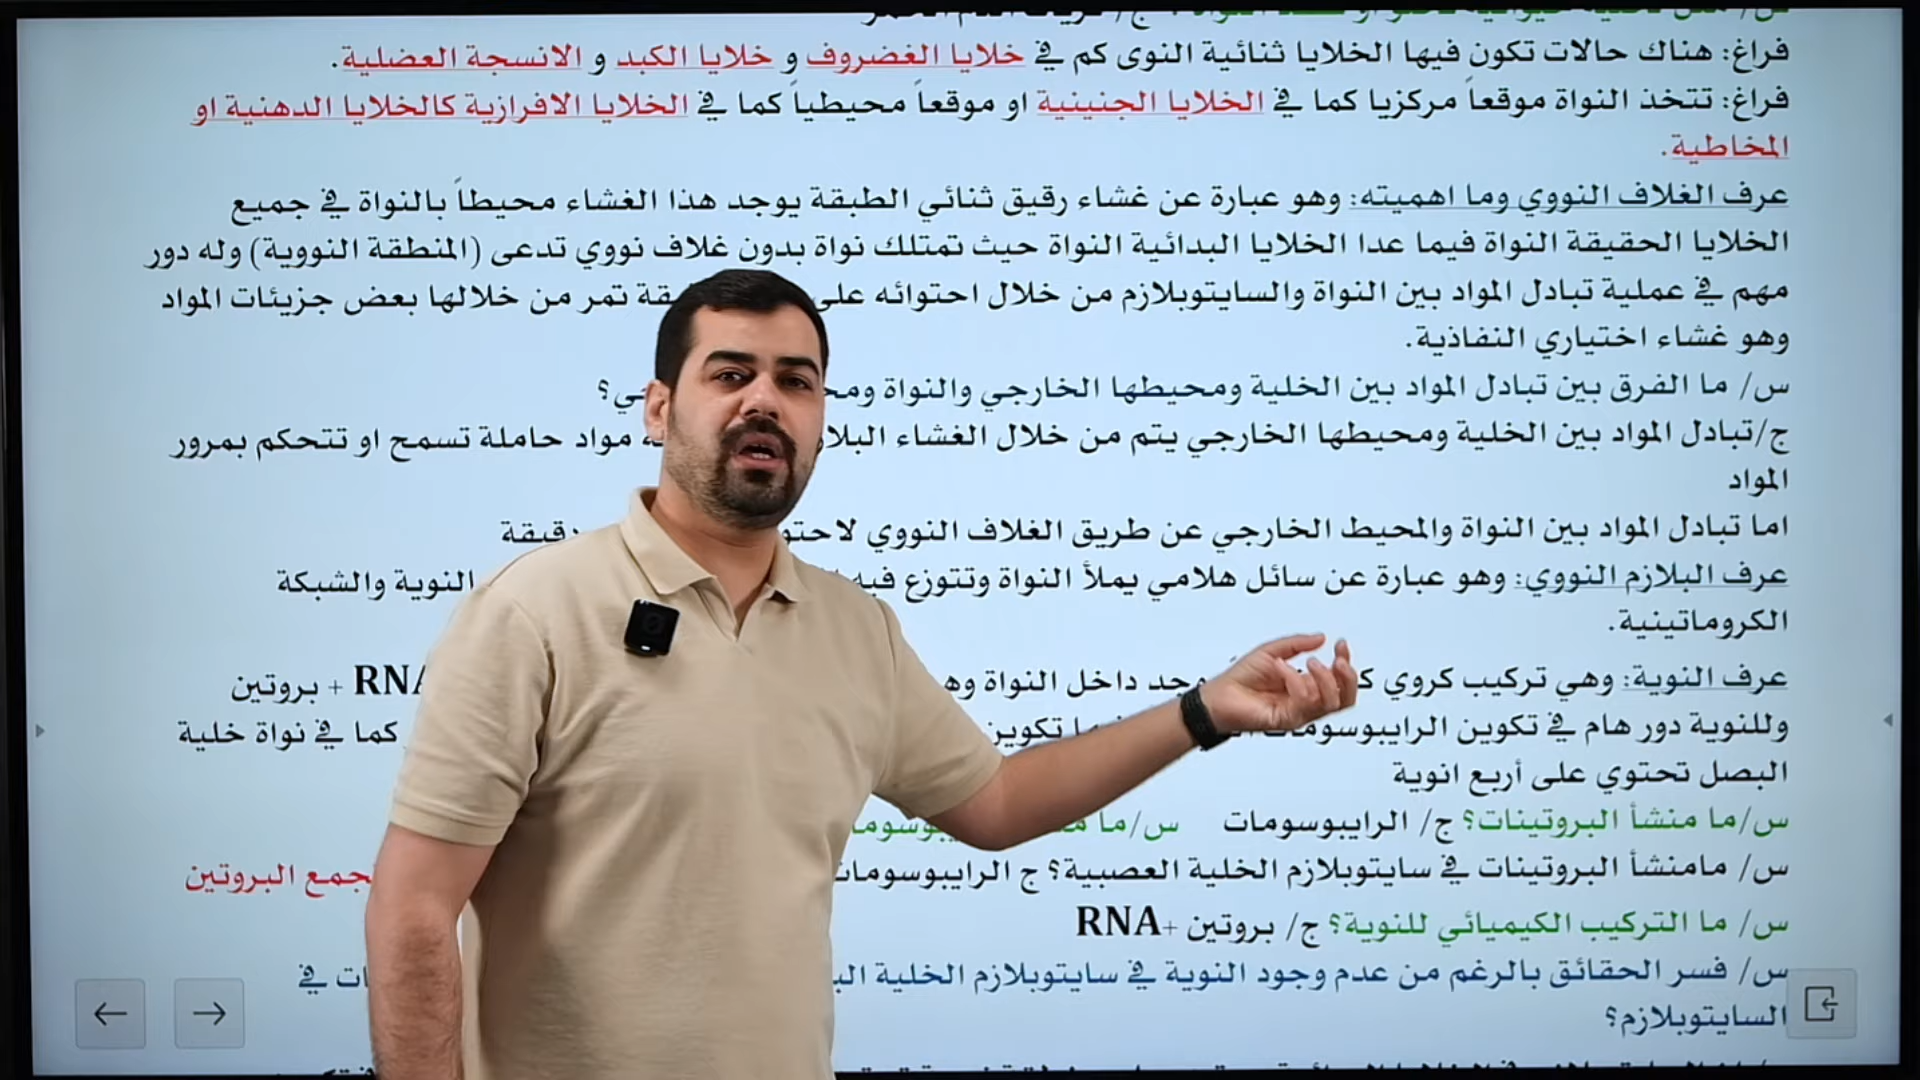 فراغ: هناك حالات تكون فيها الخلايا ثنائية النوى كم في خلايا الغضروف و خلايا الكبد و الانسجة العضلية.
فراغ: تتخذ النواة موقعاً مركزيا كما في الخلايا الجنينية او موقعاً محيطياً كما في الخلايا الافرازية كالخلايا الدهنية او
المخاطية.
عرف الغلاف النووي وما اهميته: وهو عبارة عن غشاء رقيق ثنائي الطبقة يوجد هذا الغشاء محيطاً بالنواة في جميع
الخلايا الحقيقة النواة فيما عدا الخلايا البدائية النواة حيث تمتلك نواة بدون غلاف نووي تدعى (المنطقة النووية) وله دور
مهم في عملية تبادل المواد بين النواة والسايتوبلازم من خلال احتوائه على تمر من خلالها بعض جزيئات المواد
وهو غشاء اختياري النفاذية.
س/ ما الفرق بين تبادل المواد بين الخلية ومحيطها الخارجي والنواة
ج/تبادل المواد بين الخلية ومحيطها الخارجي يتم من خلال الغشاء مواد حاملة تسمح او تتحكم بمرور
المواد
اما تبادل المواد بين النواة والمحيط الخارجي عن طريق الغلاف النووي دقيقة
عرف البلازم النووي: وهو عبارة عن سائل هلامي يملأ النواة وتتوزع فيه النوية والشبكة
الكروماتينية.
عرف النوية: وهي تركيب كروي داخل النواة RNA + بروتين
وللنوية دور هام في تكوين تكوين كما في نواة خلية
البصل تحتوي على أربع انوية
س/ما منشأ البروتينات؟ ج/ الرايبوسومات س/ما
س/ مامنشأ البروتينات في سايتوبلازم الخلية العصبية؟ ج الرايبوسومات البروتين
س/ ما التركيب الكيميائي للنوية؟ ج/ بروتين +RNA
س/ فسر الحقائق بالرغم من عدم وجود النوية في سايتوبلازم الخلية في
السايتوبلازم؟